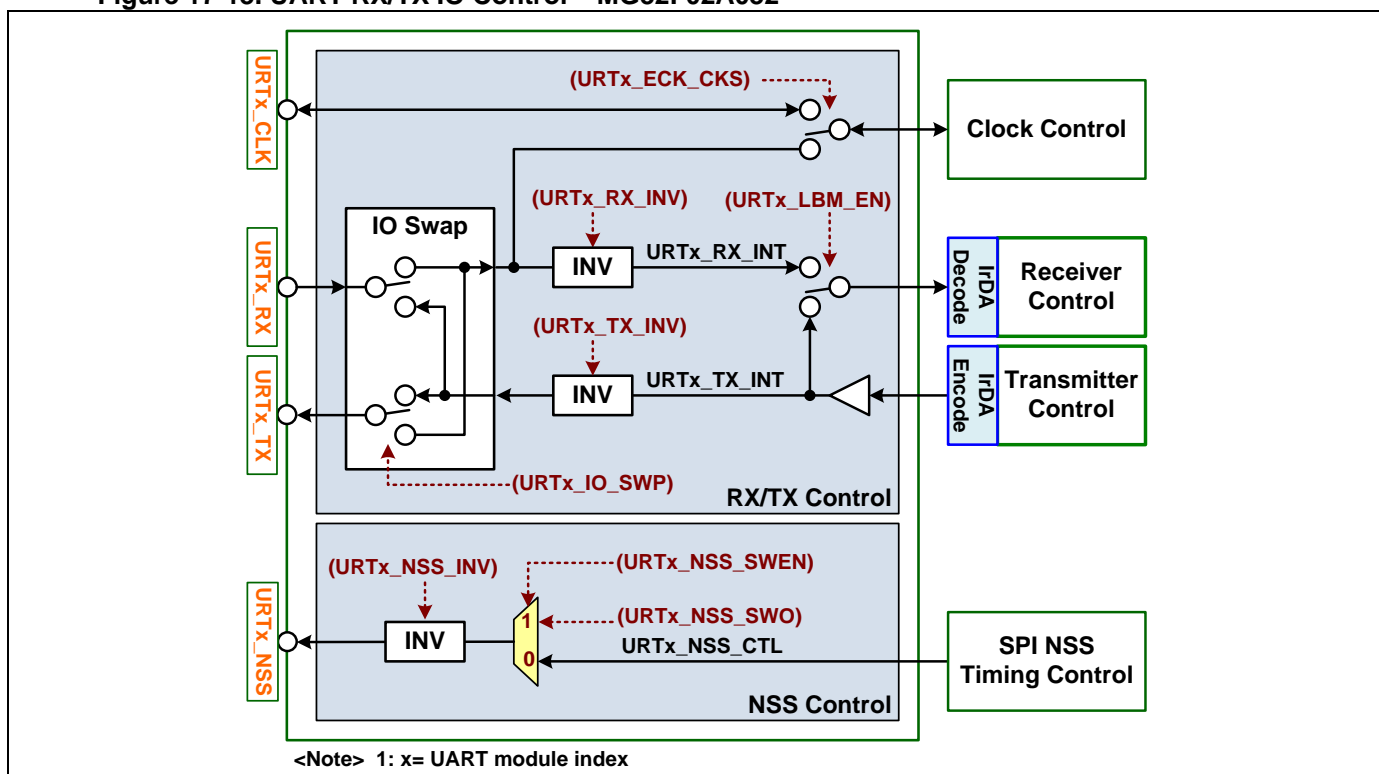 URTx_CLK
(URTx_ECK_CKS)
Clock Control
URTx_RX
IO Swap
(URTx_RX_INV)
(URTx_LBM_EN)
INV
URTx_RX_INT
IrDA
Decode
Receiver
Control
(URTx_TX_INV)
URTx_TX
INV
URTx_TX_INT
IrDA
Encode
Transmitter
Control
(URTx_IO_SWP)
RX/TX Control
URTx_NSS
(URTx_NSS_INV)
(URTx_NSS_SWEN)
(URTx_NSS_SWO)
INV
1
0
URTx_NSS_CTL
SPI NSS
Timing Control
NSS Control
<Note> 1: x= UART module index